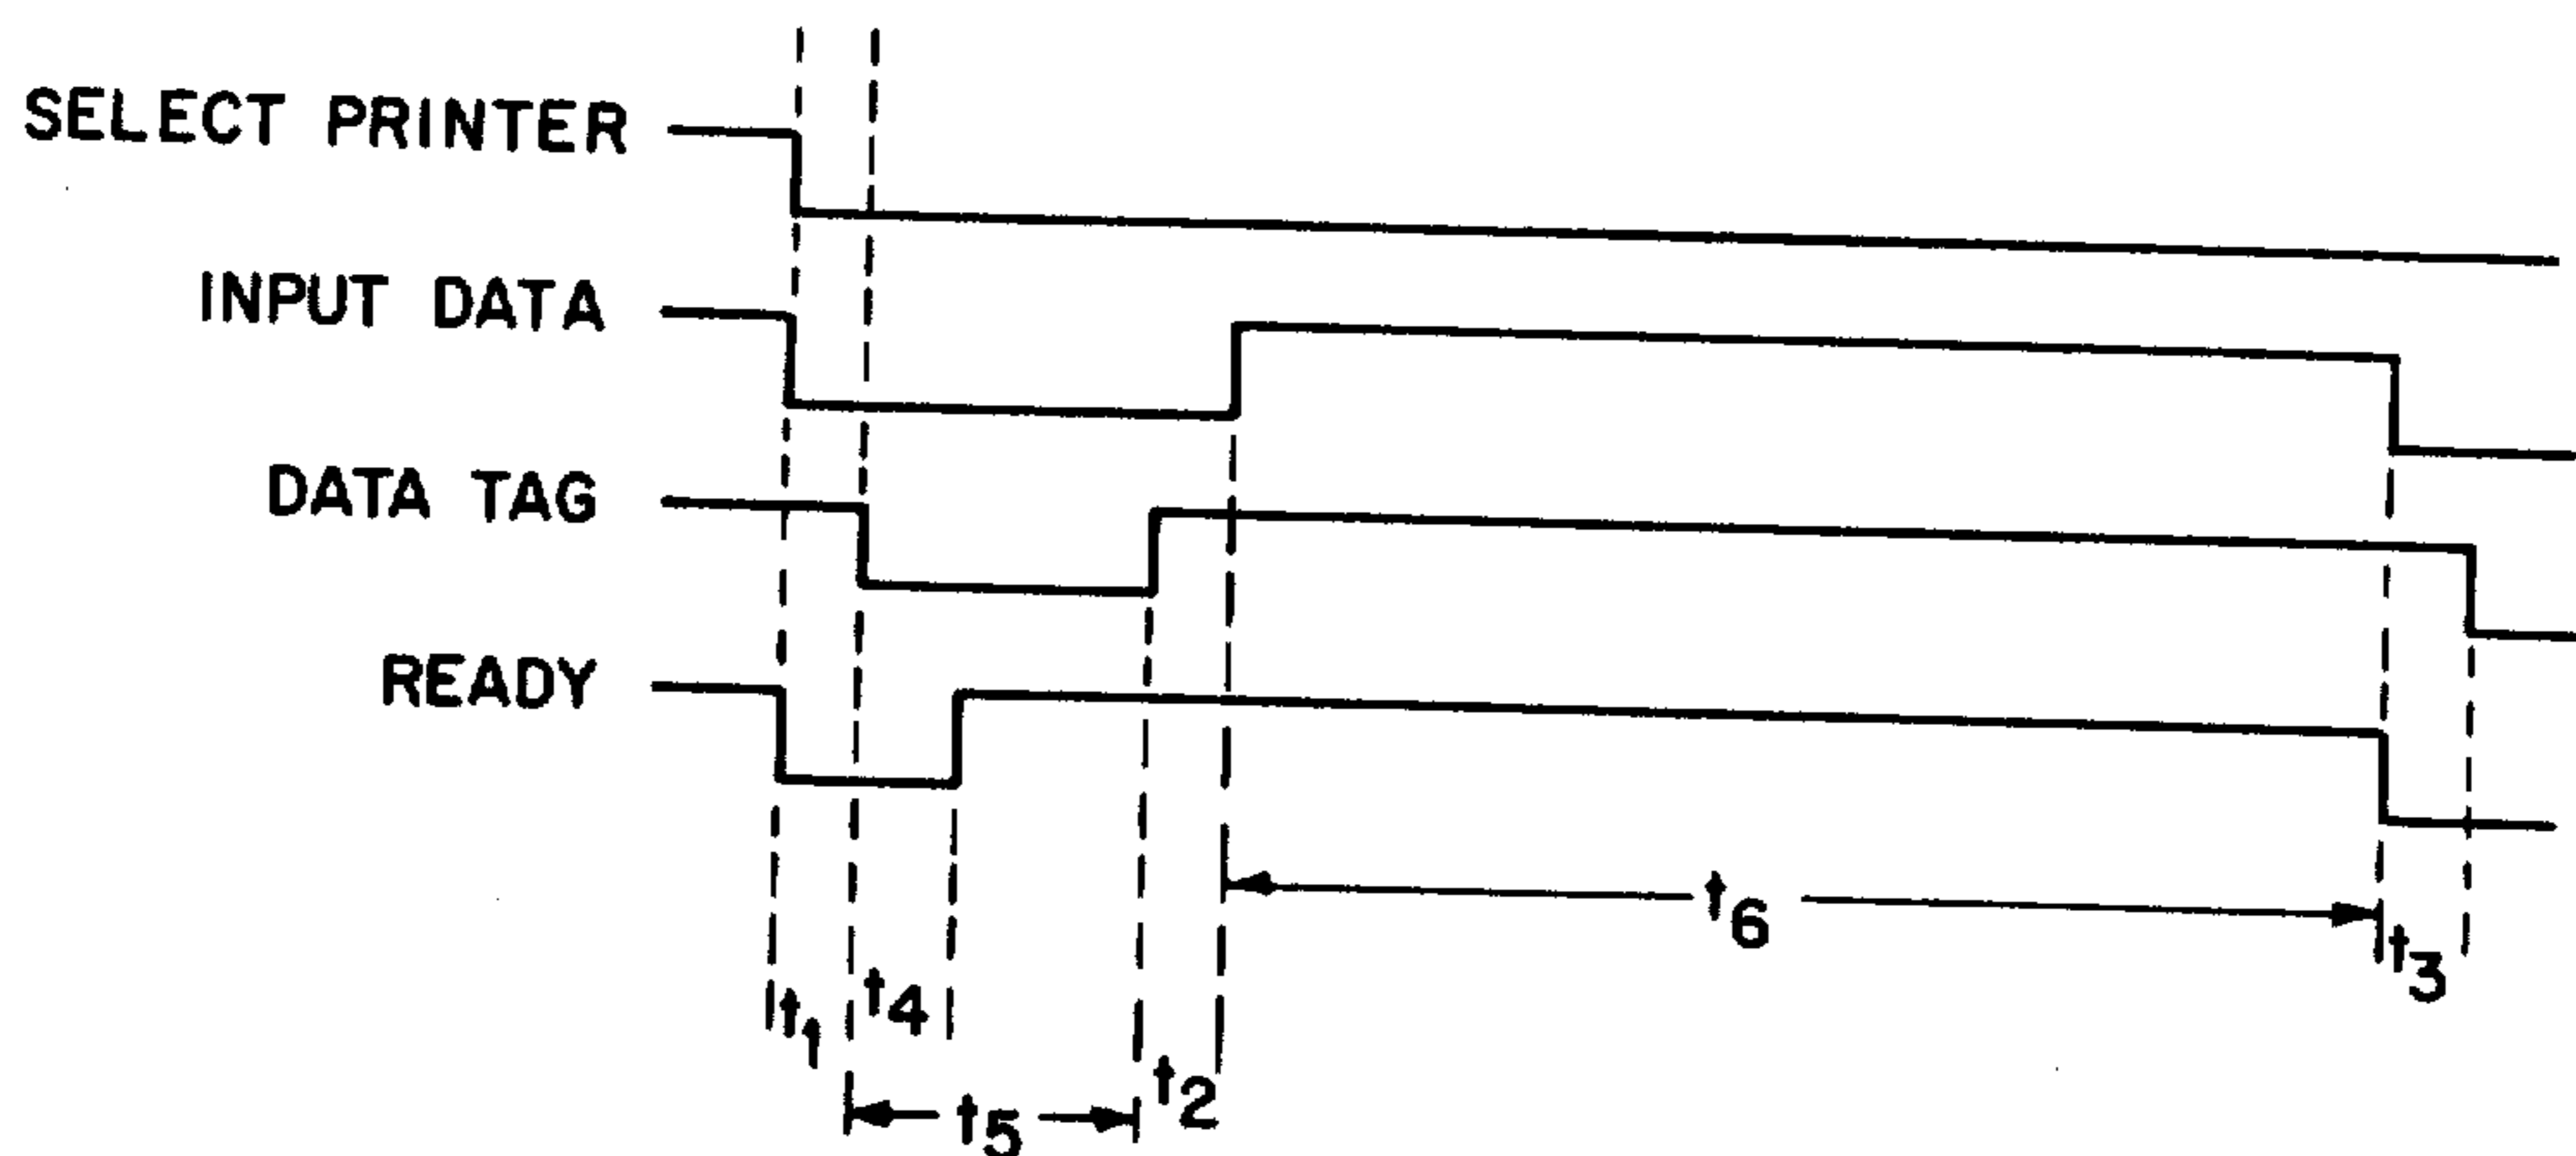 SELECT PRINTER
INPUT DATA
DATA TAG
READY
t6
t3
t1
t4
t2
t5